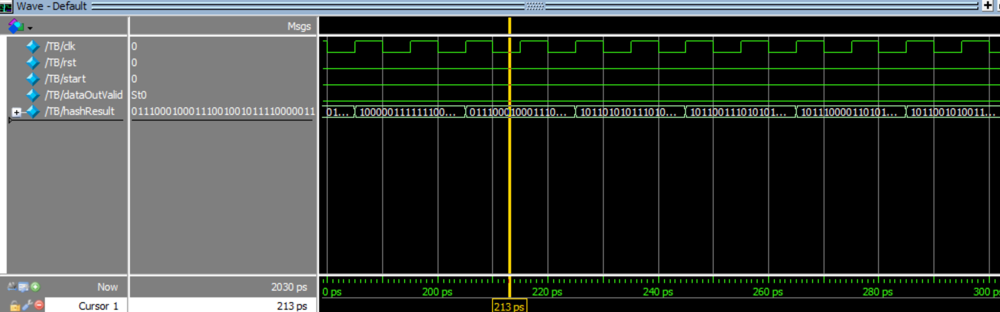 Wave - Default
Msgs
/TB/clk 0
/TB/rst 0
/TB/start 0
/TB/dataOutValid St0
/TB/hashResult 01110001000111001001011110000011 01... 100000111111100... 011100010001110... 101101010111010... 101100111010101... 101110000110101... 1011001010011...
Now 2030 ps 0 ps 200 ps 220 ps 240 ps 260 ps 280 ps 300 p
Cursor 1 213 ps 213 ps